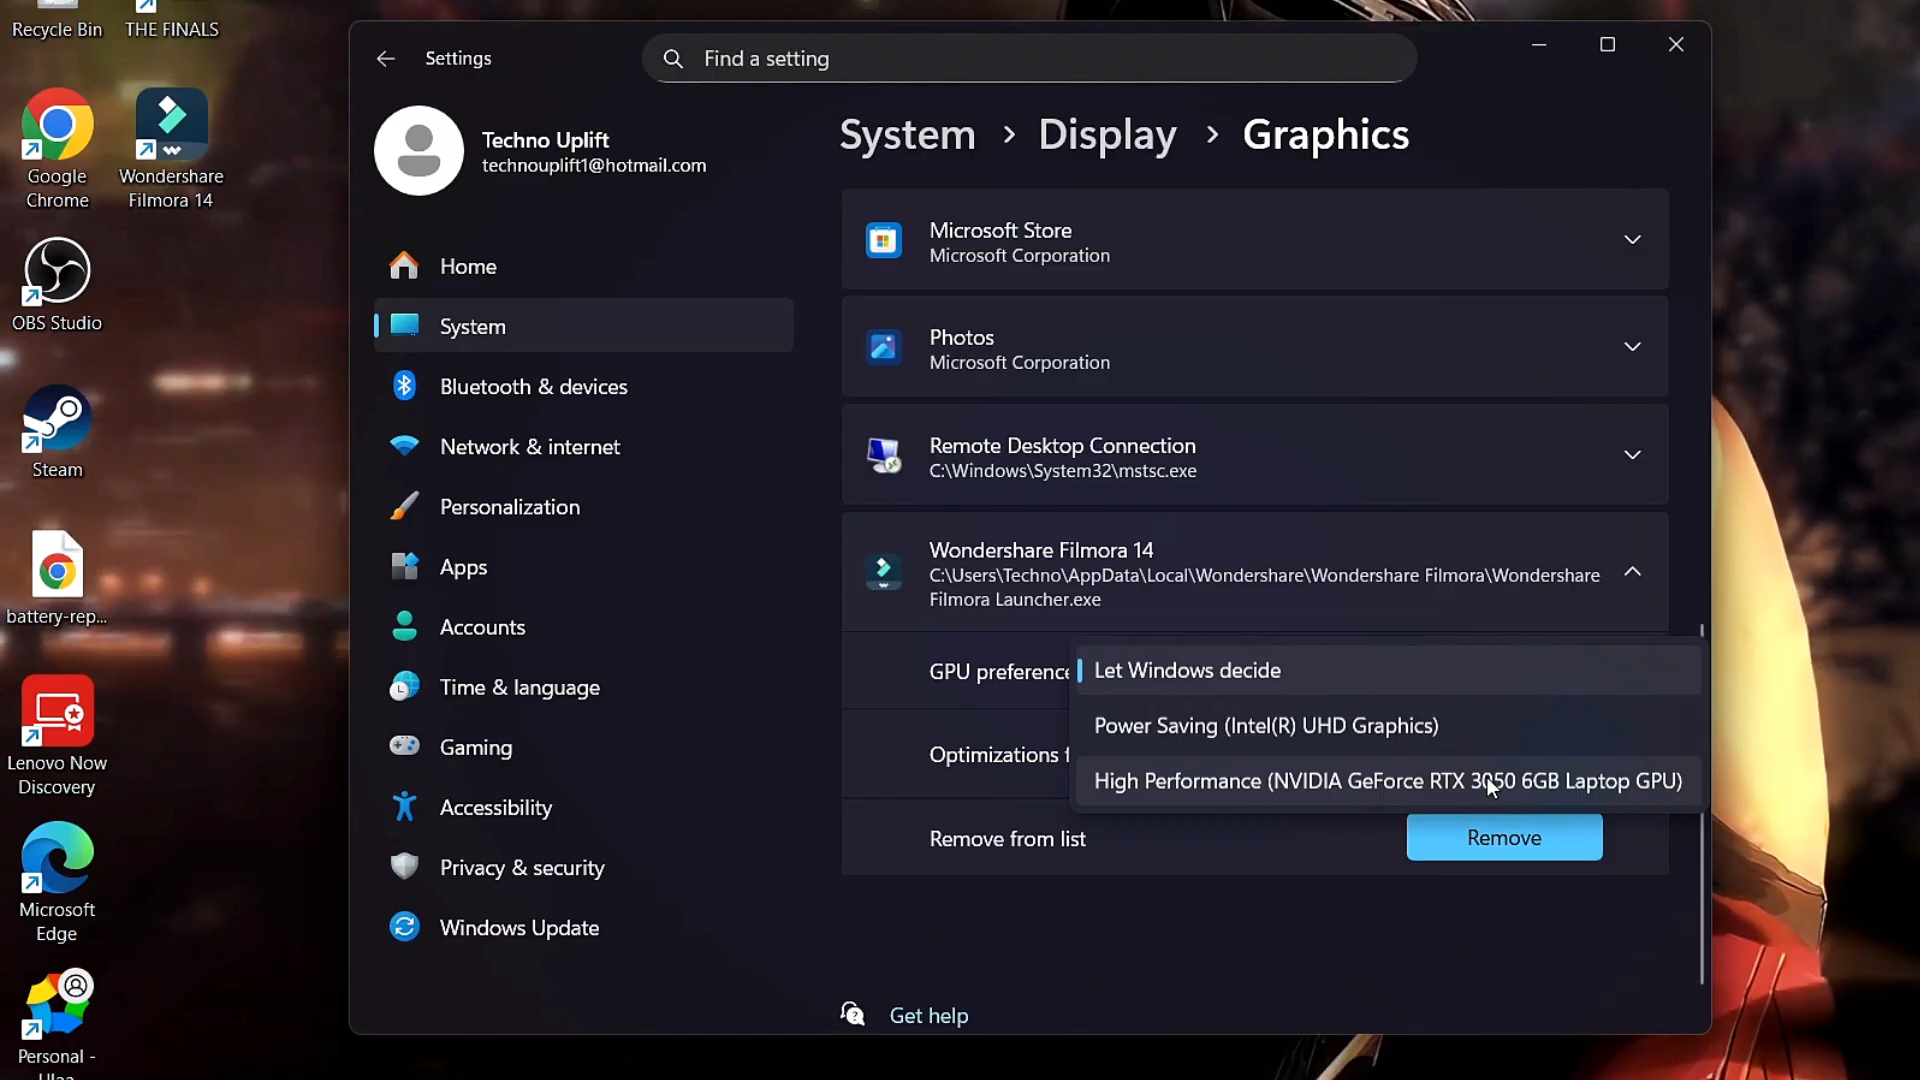 Recycle Bin
THE FINALS
Google
Chrome
Wondershare
Filmora 14
OBS Studio
Steam
battery-rep...
Lenovo Now
Discovery
Microsoft
Edge
Personal -
Settings
Find a setting
Techno Uplift
technouplift1@hotmail.com
Home
System
Bluetooth & devices
Network & internet
Personalization
Apps
Accounts
Time & language
Gaming
Accessibility
Privacy & security
Windows Update
System > Display > Graphics
Microsoft Store
Microsoft Corporation
Photos
Microsoft Corporation
Remote Desktop Connection
C:\Windows\System32\mstsc.exe
Wondershare Filmora 14
C:\Users\Techno\AppData\Local\Wondershare\Wondershare Filmora\Wondershare
Filmora Launcher.exe
GPU preference
Let Windows decide
Power Saving (Intel(R) UHD Graphics)
Optimizations f
High Performance (NVIDIA GeForce RTX 3050 6GB Laptop GPU)
Remove from list
Remove
Get help